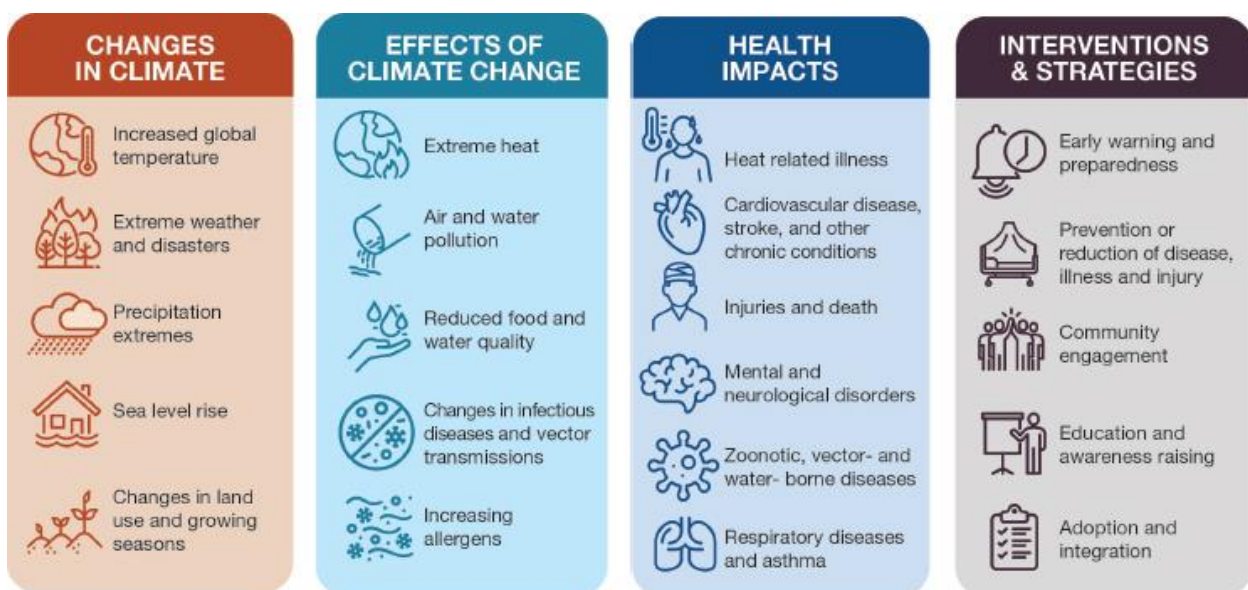 CHANGES
IN CLIMATE
Increased global
temperature
Extreme weather
and disasters
Precipitation
extremes
Sea level rise
Changes in land
use and growing
seasons
EFFECTS OF
CLIMATE CHANGE
Extreme heat
Air and water
pollution
Reduced food and
water quality
Changes in infectious
diseases and vector
transmissions
Increasing
allergens
HEALTH
IMPACTS
Heat related illness
Cardiovascular disease,
stroke, and other
chronic conditions
Injuries and death
Mental and
neurological disorders
Zoonotic, vector- and
water- borne diseases
Respiratory diseases
and asthma
INTERVENTIONS
& STRATEGIES
Early warning and
preparedness
Prevention or
reduction of disease,
illness and injury
Community
engagement
Education and
awareness raising
Adoption and
integration